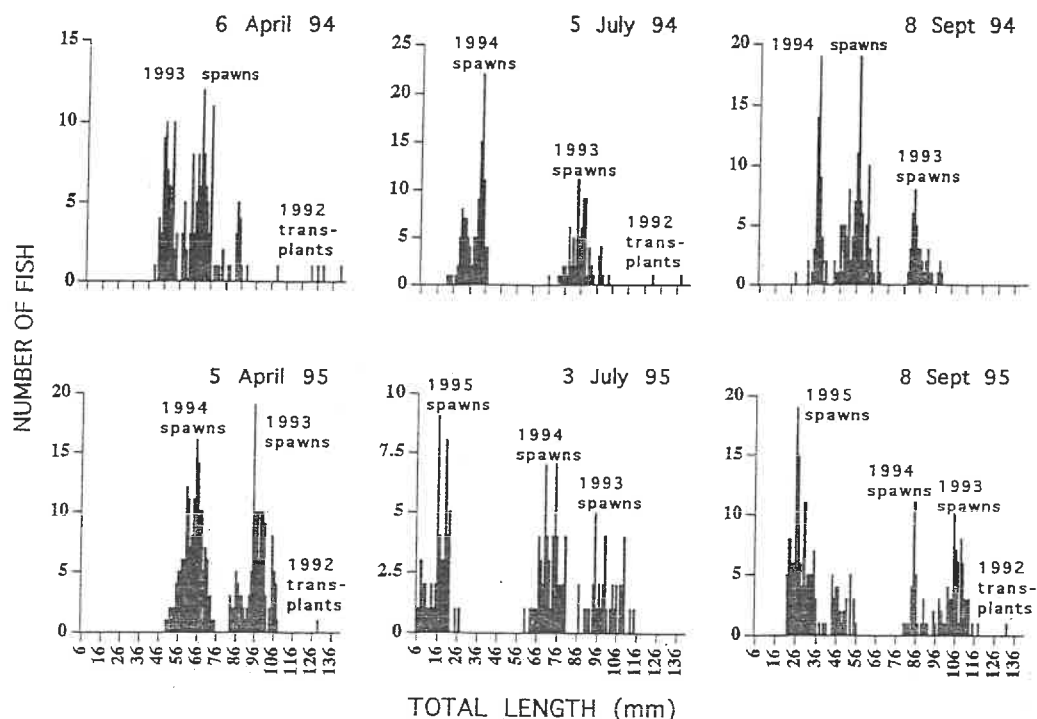 6 April 94
15
10
5
0
1993 spawns
1992
trans-
plants
5 July 94
25
20
15
10
5
0
1994
spawns
1993
spawns
1992
trans-
plants
8 Sept 94
20
15
10
5
0
1994 spawns
1993
spawns
NUMBER OF FISH
5 April 95
20
15
10
5
0
1994
spawns
1993
spawns
1992
trans-
plants
6 16 26 36 46 56 66 76 86 96 106 116 126 136
3 July 95
10
7.5
5
2.5
0
1995
spawns
1994
spawns
1993
spawns
6 16 26 36 46 56 66 76 86 96 106 116 126 136
8 Sept 95
20
15
10
5
0
1995
spawns
1994
spawns
1993
spawns
1992
trans-
plants
6 16 26 36 46 56 66 76 86 96 106 116 126 136
TOTAL LENGTH (mm)